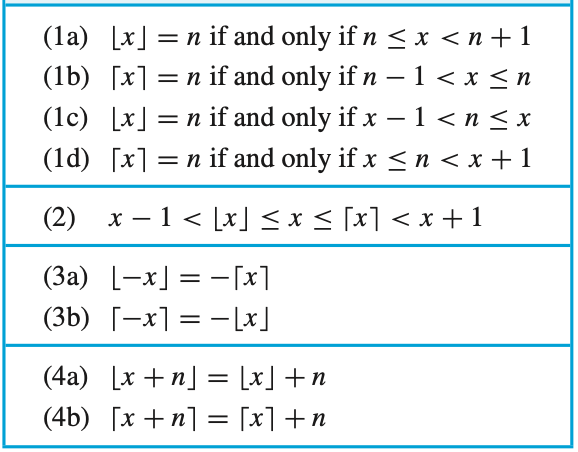 (1a) ⌊x⌋ = n if and only if n ≤ x < n + 1
(1b) ⌈x⌉ = n if and only if n − 1 < x ≤ n
(1c) ⌊x⌋ = n if and only if x − 1 < n ≤ x
(1d) ⌈x⌉ = n if and only if x ≤ n < x + 1
(2) x − 1 < ⌊x⌋ ≤ x ≤ ⌈x⌉ < x + 1
(3a) ⌊−x⌋ = −⌈x⌉
(3b) ⌈−x⌉ = −⌊x⌋
(4a) ⌊x + n⌋ = ⌊x⌋ + n
(4b) ⌈x + n⌉ = ⌈x⌉ + n